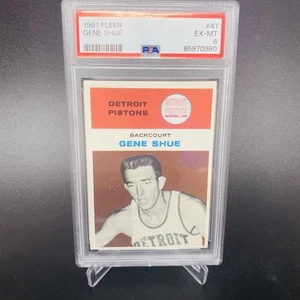 1961 FLEER #41
GENE SHUE EX-MT
PSA 6
85970980
DETROIT
PISTONS
BACKCOURT
GENE SHUE
DETROIT